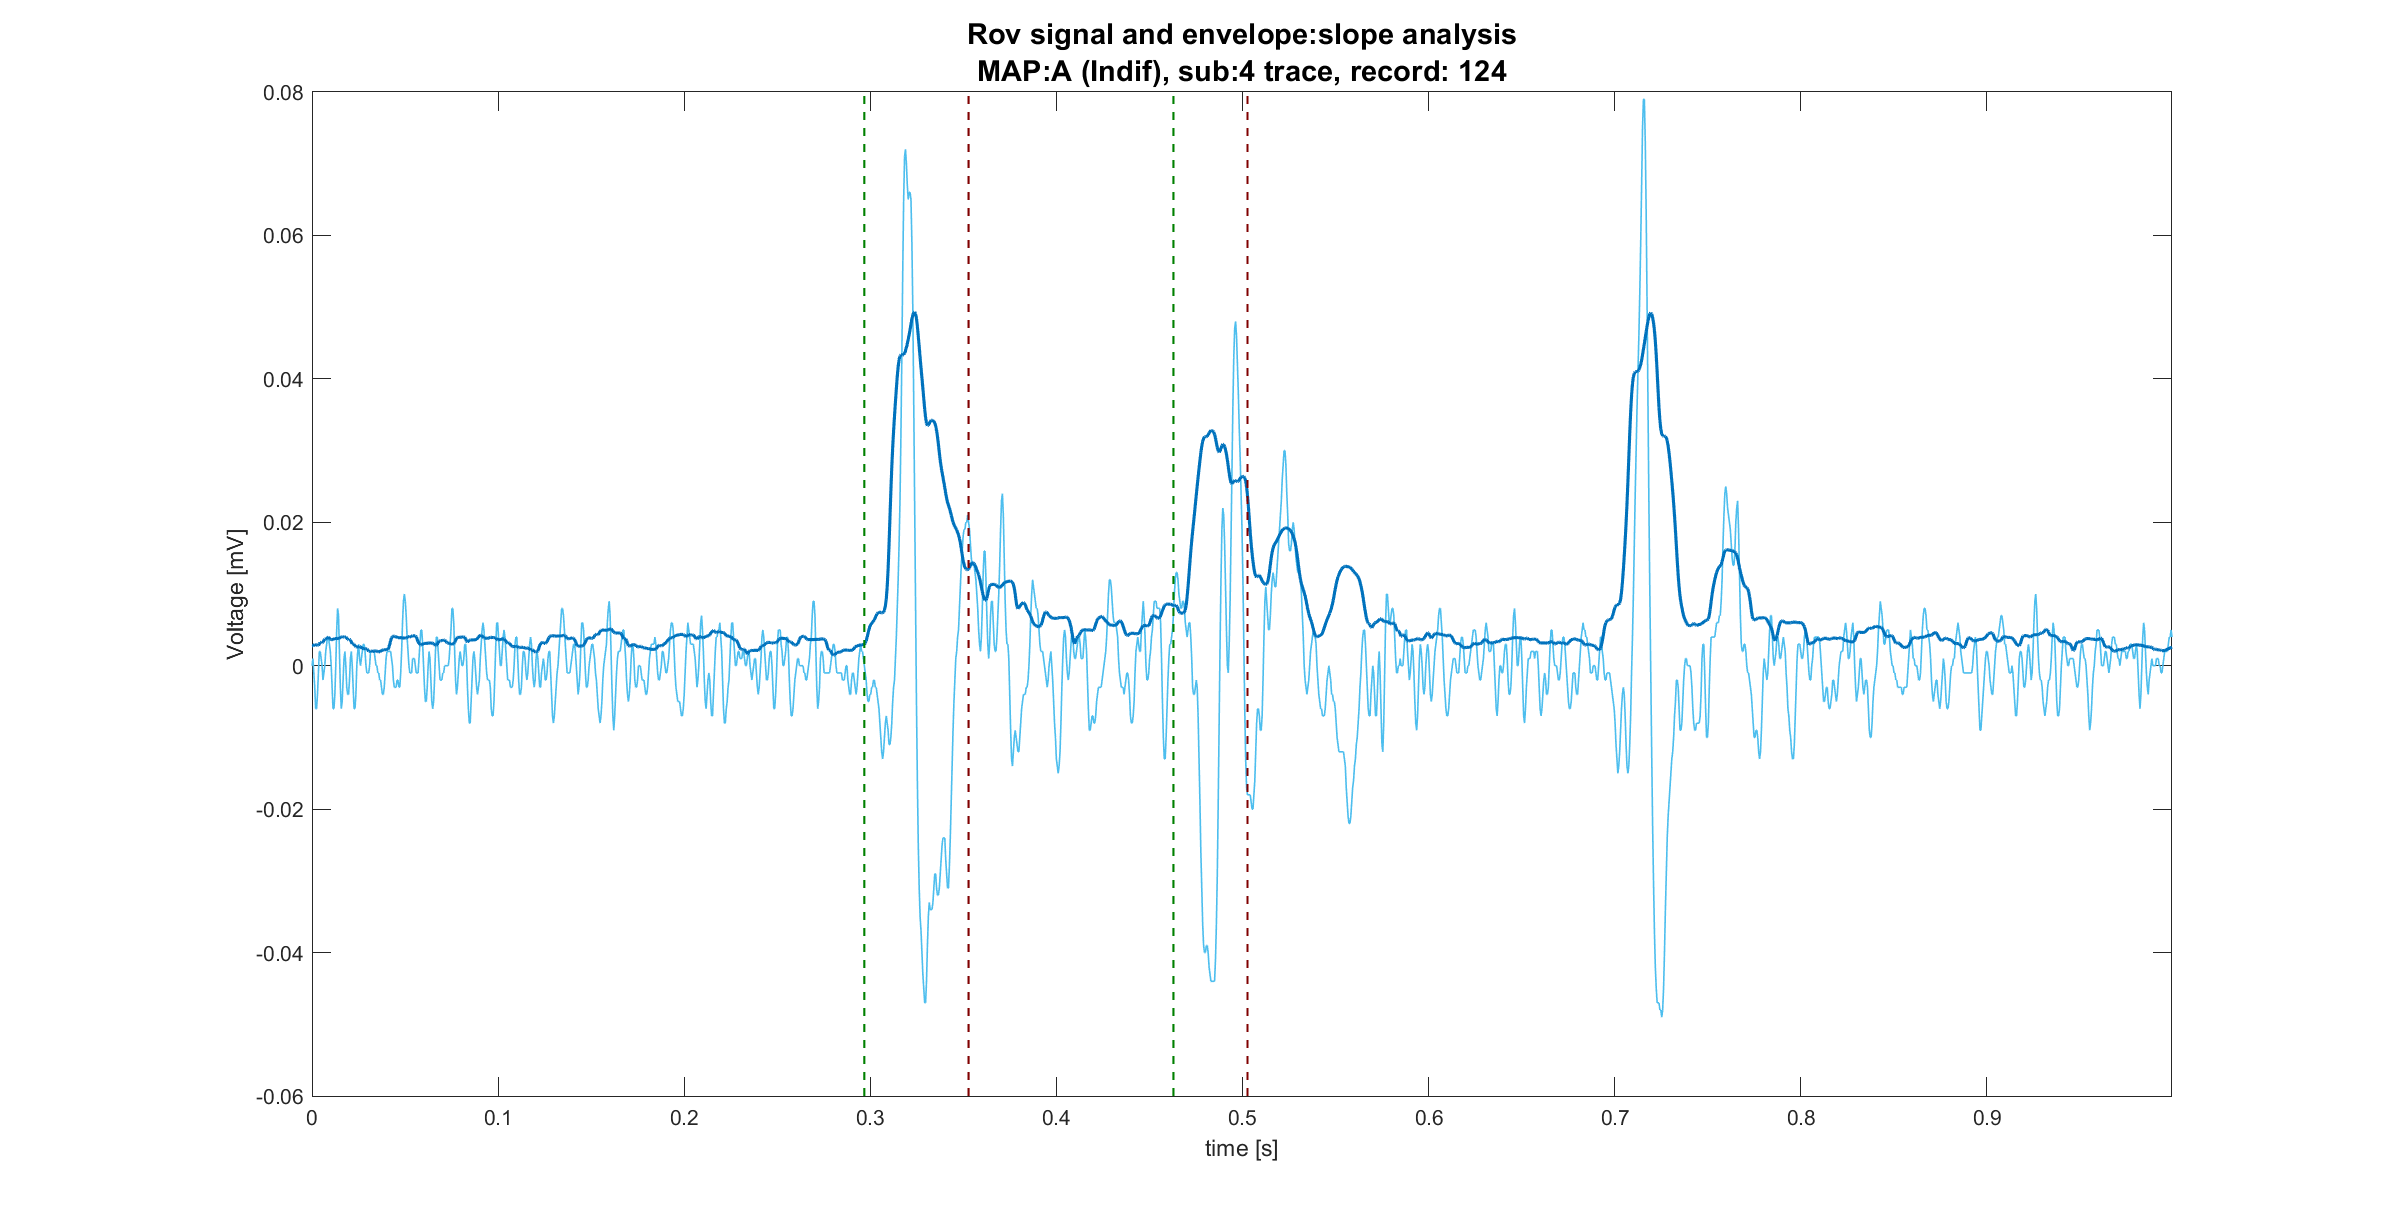 Rov signal and envelope:slope analysis
MAP:A (Indif), sub:4 trace, record: 124
0.08
0.06
0.04
0.02
0
-0.02
-0.04
-0.06
Voltage [mV]
0 0.1 0.2 0.3 0.4 0.5 0.6 0.7 0.8 0.9
time [s]